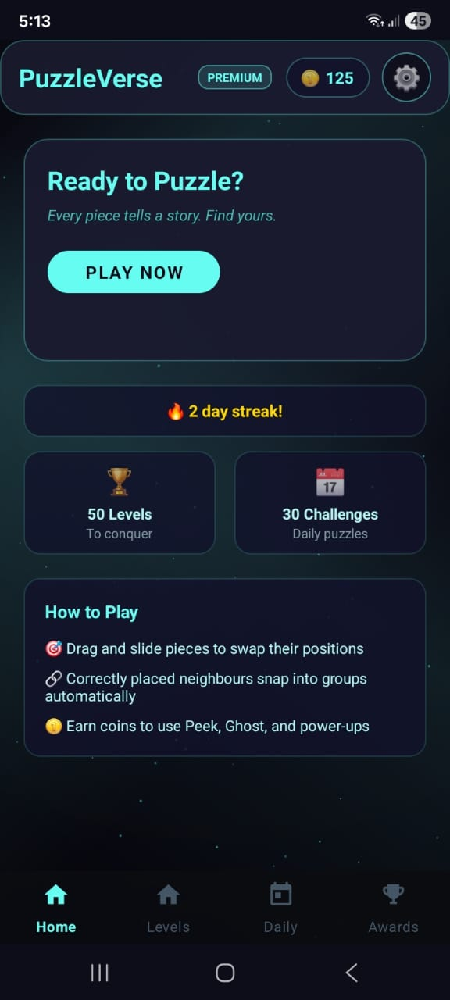 5:13
45
PuzzleVerse
PREMIUM
1 125
Ready to Puzzle?
Every piece tells a story. Find yours.
PLAY NOW
🔥 2 day streak!
50 Levels
To conquer
JUL
17
30 Challenges
Daily puzzles
How to Play
🎯 Drag and slide pieces to swap their positions
🔗 Correctly placed neighbours snap into groups
automatically
🪙 Earn coins to use Peek, Ghost, and power-ups
Home
Levels
Daily
Awards